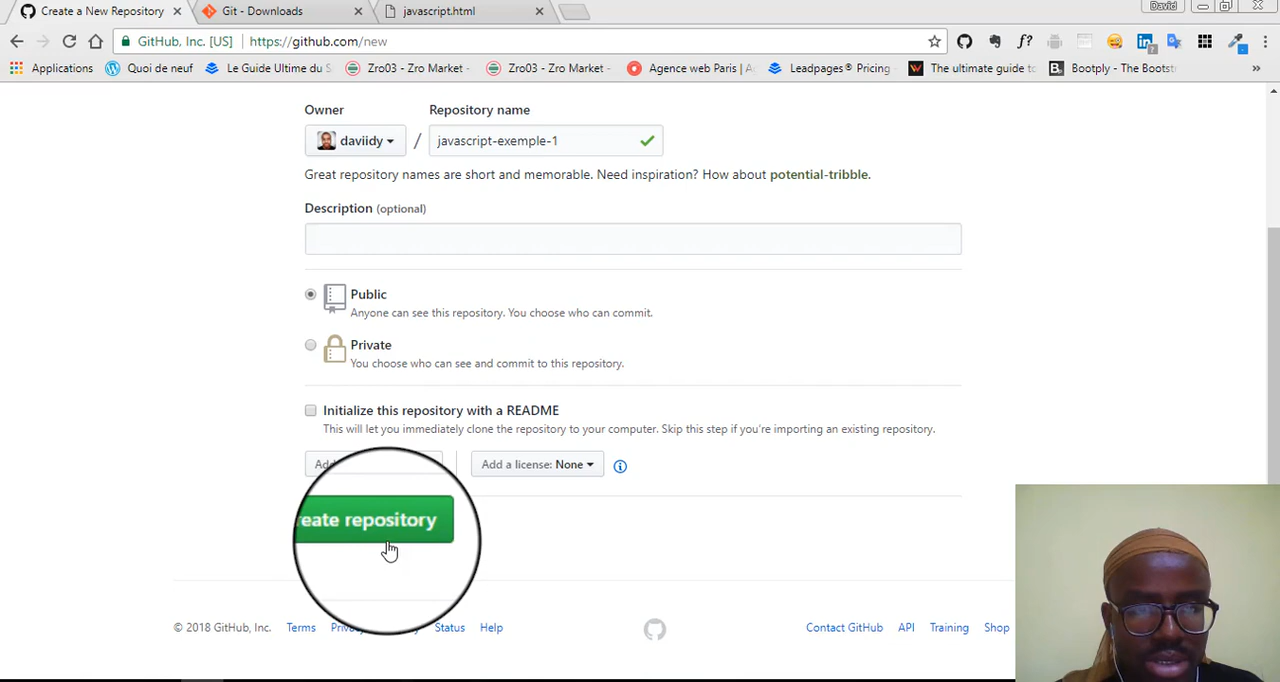 Create a New Repository
Git - Downloads
javascript.html
David
GitHub, Inc. [US]
https://github.com/new
f?
Applications
Quoi de neuf
Le Guide Ultime du S
Zro03 - Zro Market -
Zro03 - Zro Market -
Agence web Paris | A
Leadpages® Pricing
The ultimate guide to
Bootply - The Bootst
Owner
Repository name
daviidy
/
javascript-exemple-1
Great repository names are short and memorable. Need inspiration? How about potential-tribble.
Description (optional)
Public
Anyone can see this repository. You choose who can commit.
Private
You choose who can see and commit to this repository.
Initialize this repository with a README
This will let you immediately clone the repository to your computer. Skip this step if you're importing an existing repository.
Add a license: None
eate repository
© 2018 GitHub, Inc.
Terms
Status
Help
Contact GitHub
API
Training
Shop